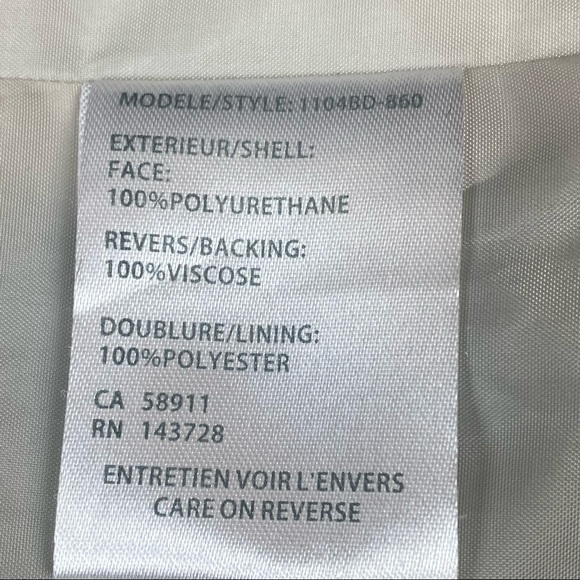 MODELE/STYLE: 1104BD-860
EXTERIEUR/SHELL:
FACE:
100%POLYURETHANE
REVERS/BACKING:
100%VISCOSE
DOUBLURE/LINING:
100%POLYESTER
CA 58911
RN 143728
ENTRETIEN VOIR L'ENVERS
CARE ON REVERSE